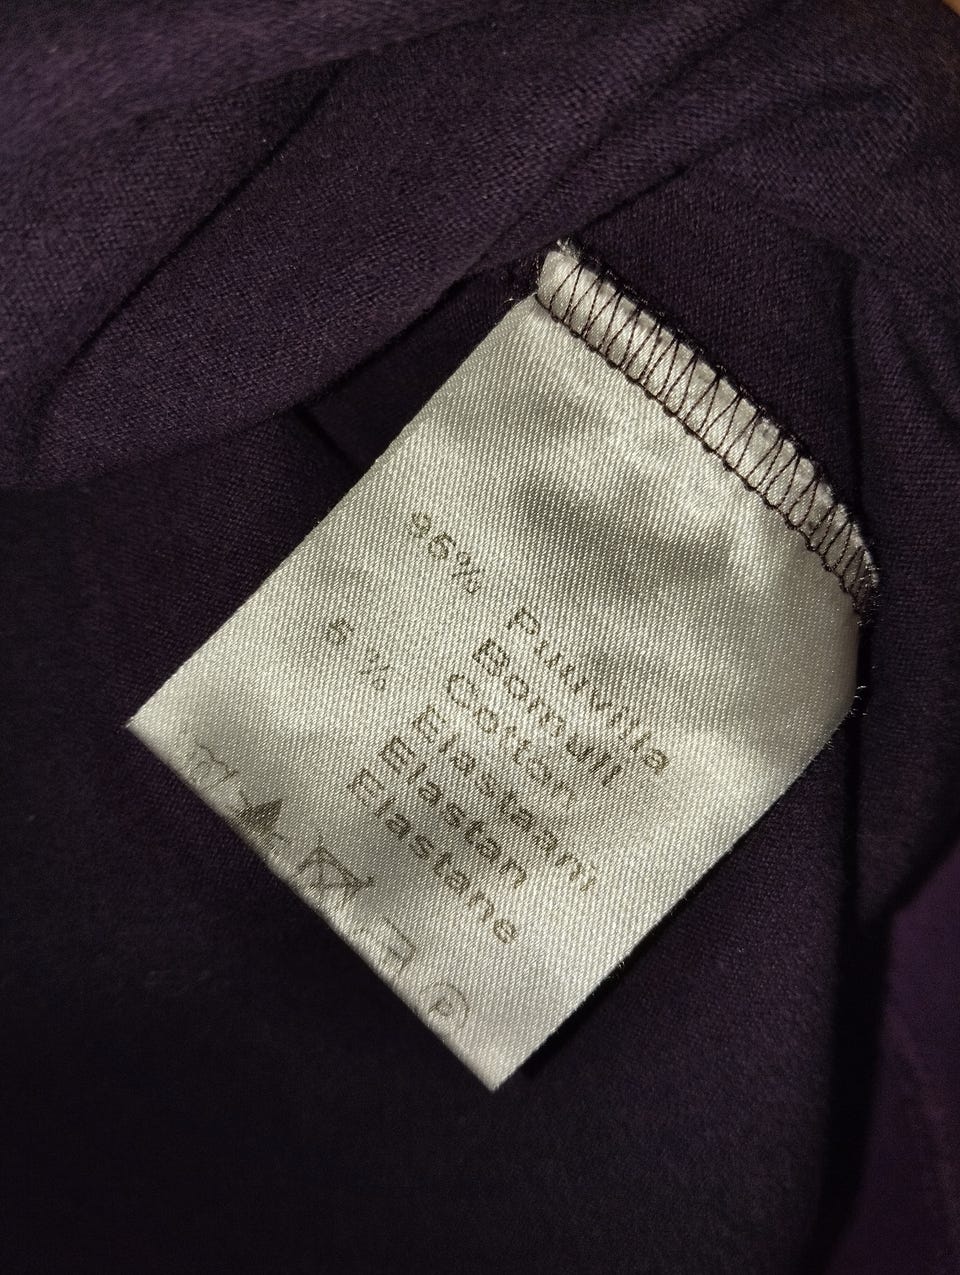 95% Puuvilla
Bomull
Cotton
5 % Elastaani
Elastan
Elastane
P